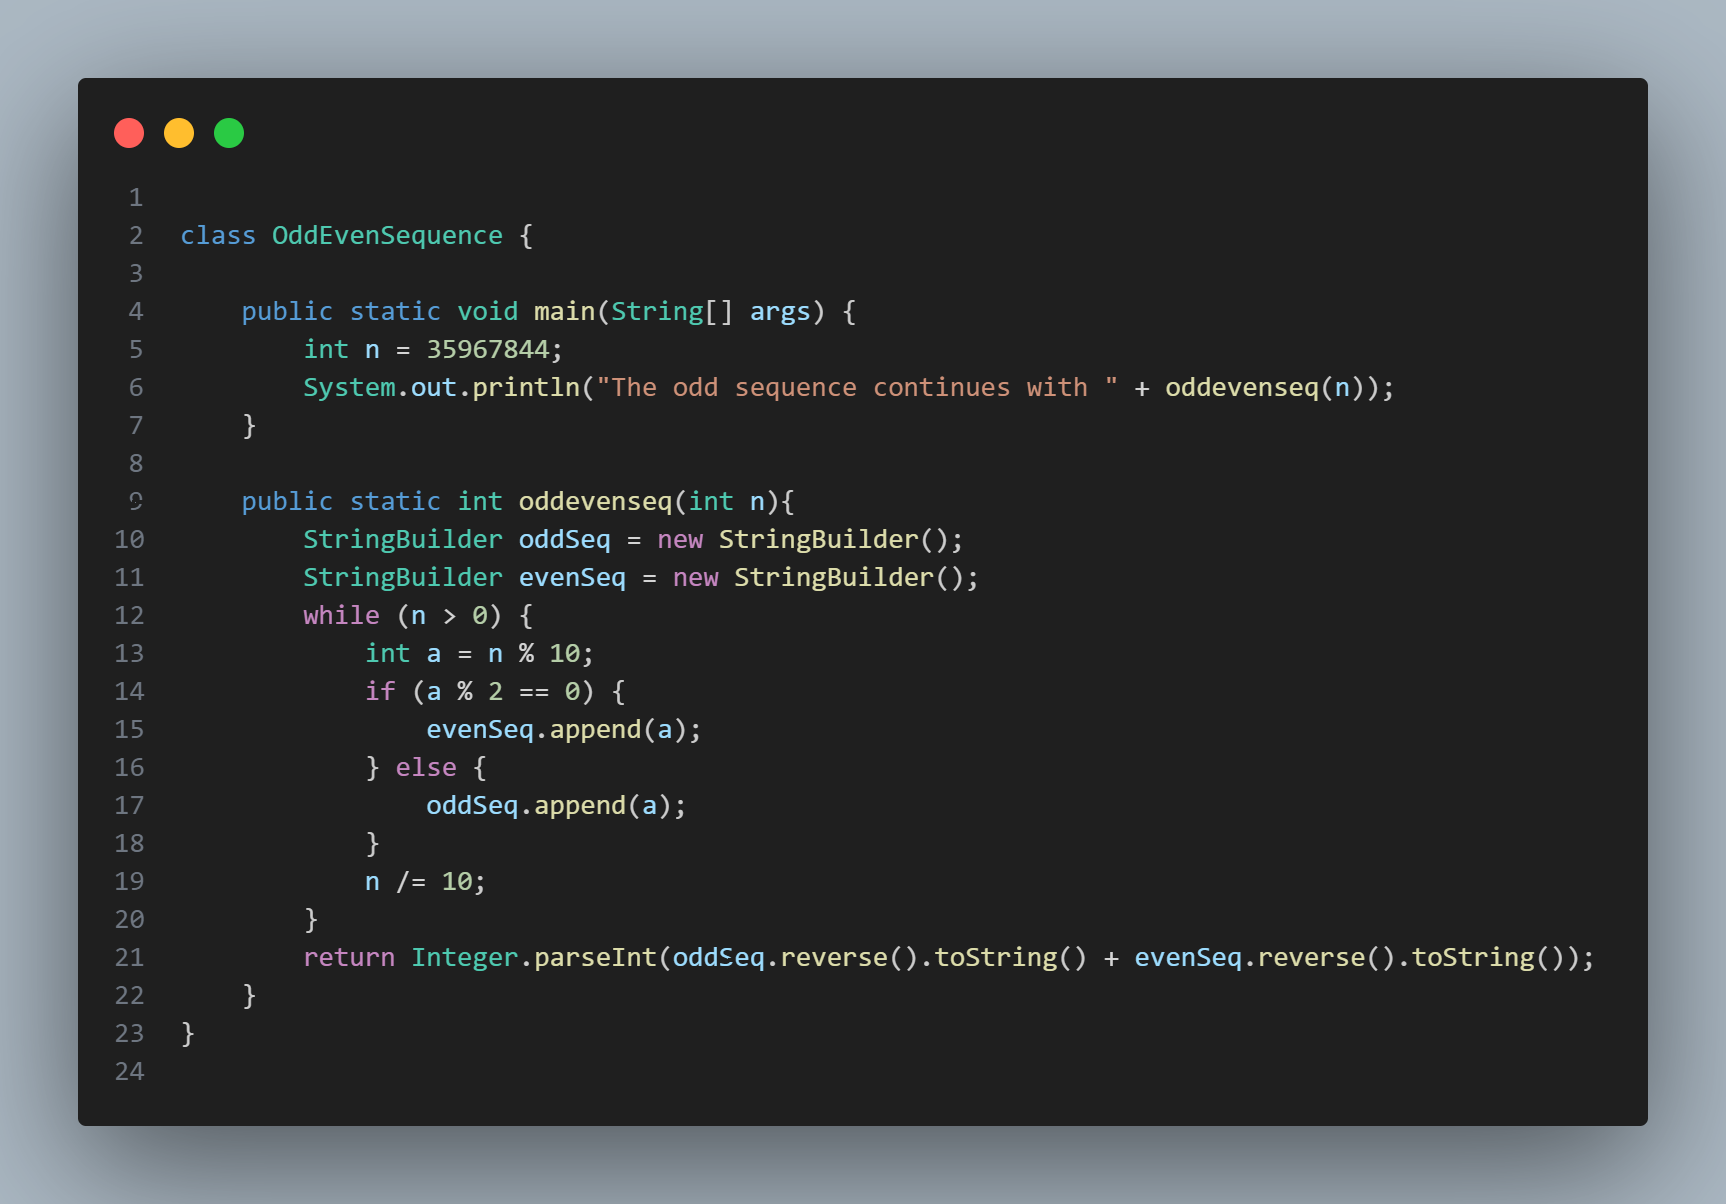 1
2 class OddEvenSequence {
3
4     public static void main(String[] args) {
5         int n = 35967844;
6         System.out.println("The odd sequence continues with " + oddevenseq(n));
7     }
8
9     public static int oddevenseq(int n){
10         StringBuilder oddSeq = new StringBuilder();
11         StringBuilder evenSeq = new StringBuilder();
12         while (n > 0) {
13             int a = n % 10;
14             if (a % 2 == 0) {
15                 evenSeq.append(a);
16             } else {
17                 oddSeq.append(a);
18             }
19             n /= 10;
20         }
21         return Integer.parseInt(oddSeq.reverse().toString() + evenSeq.reverse().toString());
22     }
23 }
24